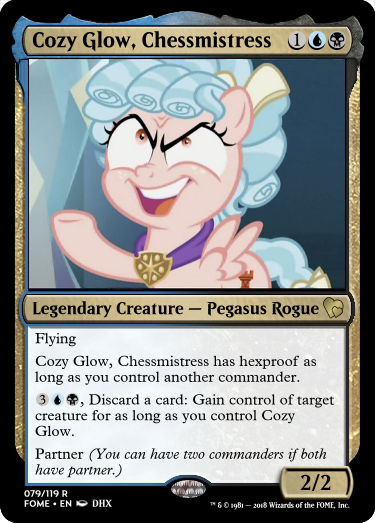 Cozy Glow, Chessmistress 1
Legendary Creature — Pegasus Rogue
Flying
Cozy Glow, Chessmistress has hexproof as
long as you control another commander.
3, Discard a card: Gain control of target
creature for as long as you control Cozy
Glow.
Partner (You can have two commanders if both
have partner.)
2/2
079/119 R
FOME • EN DHX
™ & © 1981 — 2018 Wizards of the FOME, Inc.